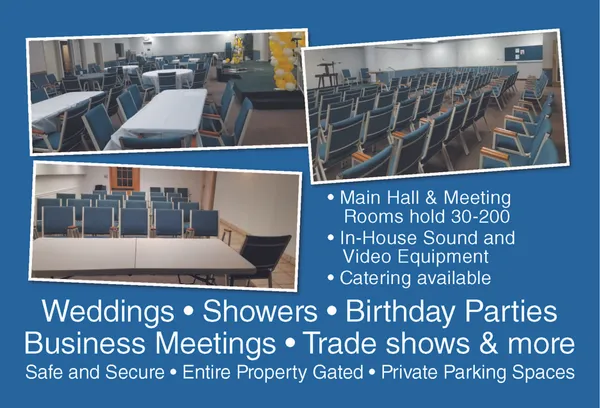 • Main Hall & Meeting
Rooms hold 30-200
• In-House Sound and
Video Equipment
• Catering available
Weddings • Showers • Birthday Parties
Business Meetings • Trade shows & more
Safe and Secure • Entire Property Gated • Private Parking Spaces